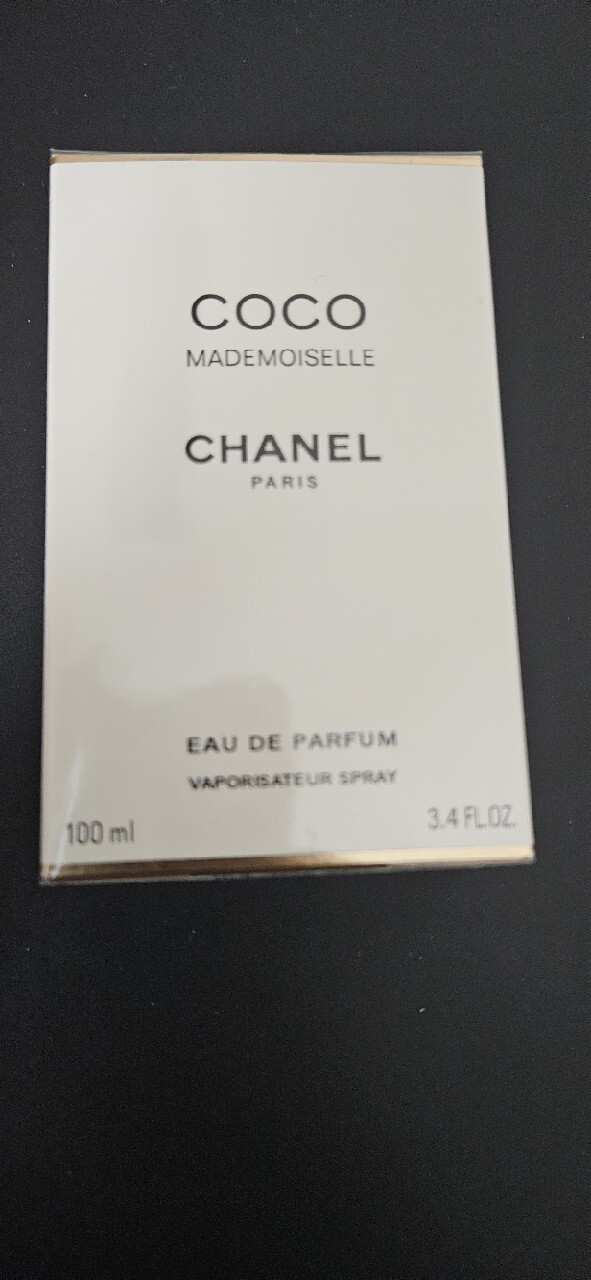 COCO
MADEMOISELLE
CHANEL
PARIS
EAU DE PARFUM
VAPORISATEUR SPRAY
100 ml
3.4 FL.OZ.